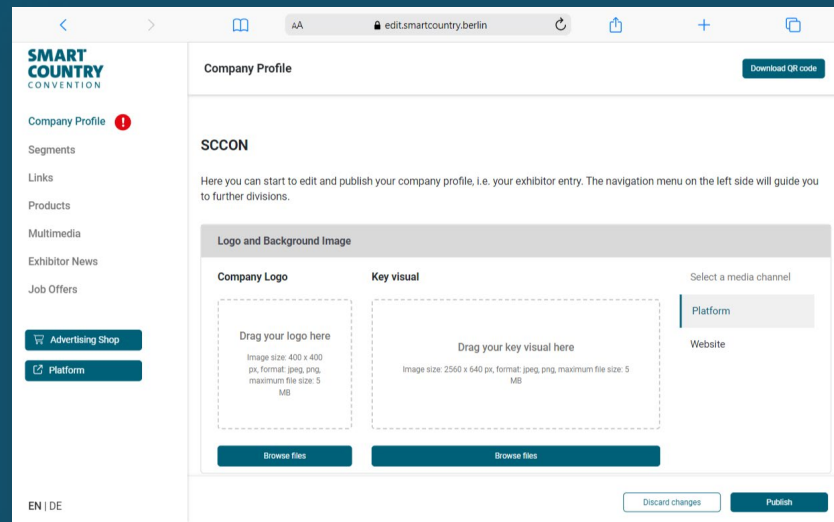 AA
edit.smartcountry.berlin
SMART
COUNTRY
CONVENTION
Company Profile
Segments
Links
Products
Multimedia
Exhibitor News
Job Offers
Advertising Shop
Platform
EN | DE
Company Profile
Download QR code
SCCON
Here you can start to edit and publish your company profile, i.e. your exhibitor entry. The navigation menu on the left side will guide you
to further divisions.
Logo and Background Image
Company Logo
Drag your logo here
Image size: 400 x 400
px, format: jpeg, png,
maximum file size: 5
MB
Browse files
Key visual
Drag your key visual here
Image size: 2560 x 640 px, format: jpeg, png, maximum file size: 5
MB
Browse files
Select a media channel
Platform
Website
Discard changes
Publish